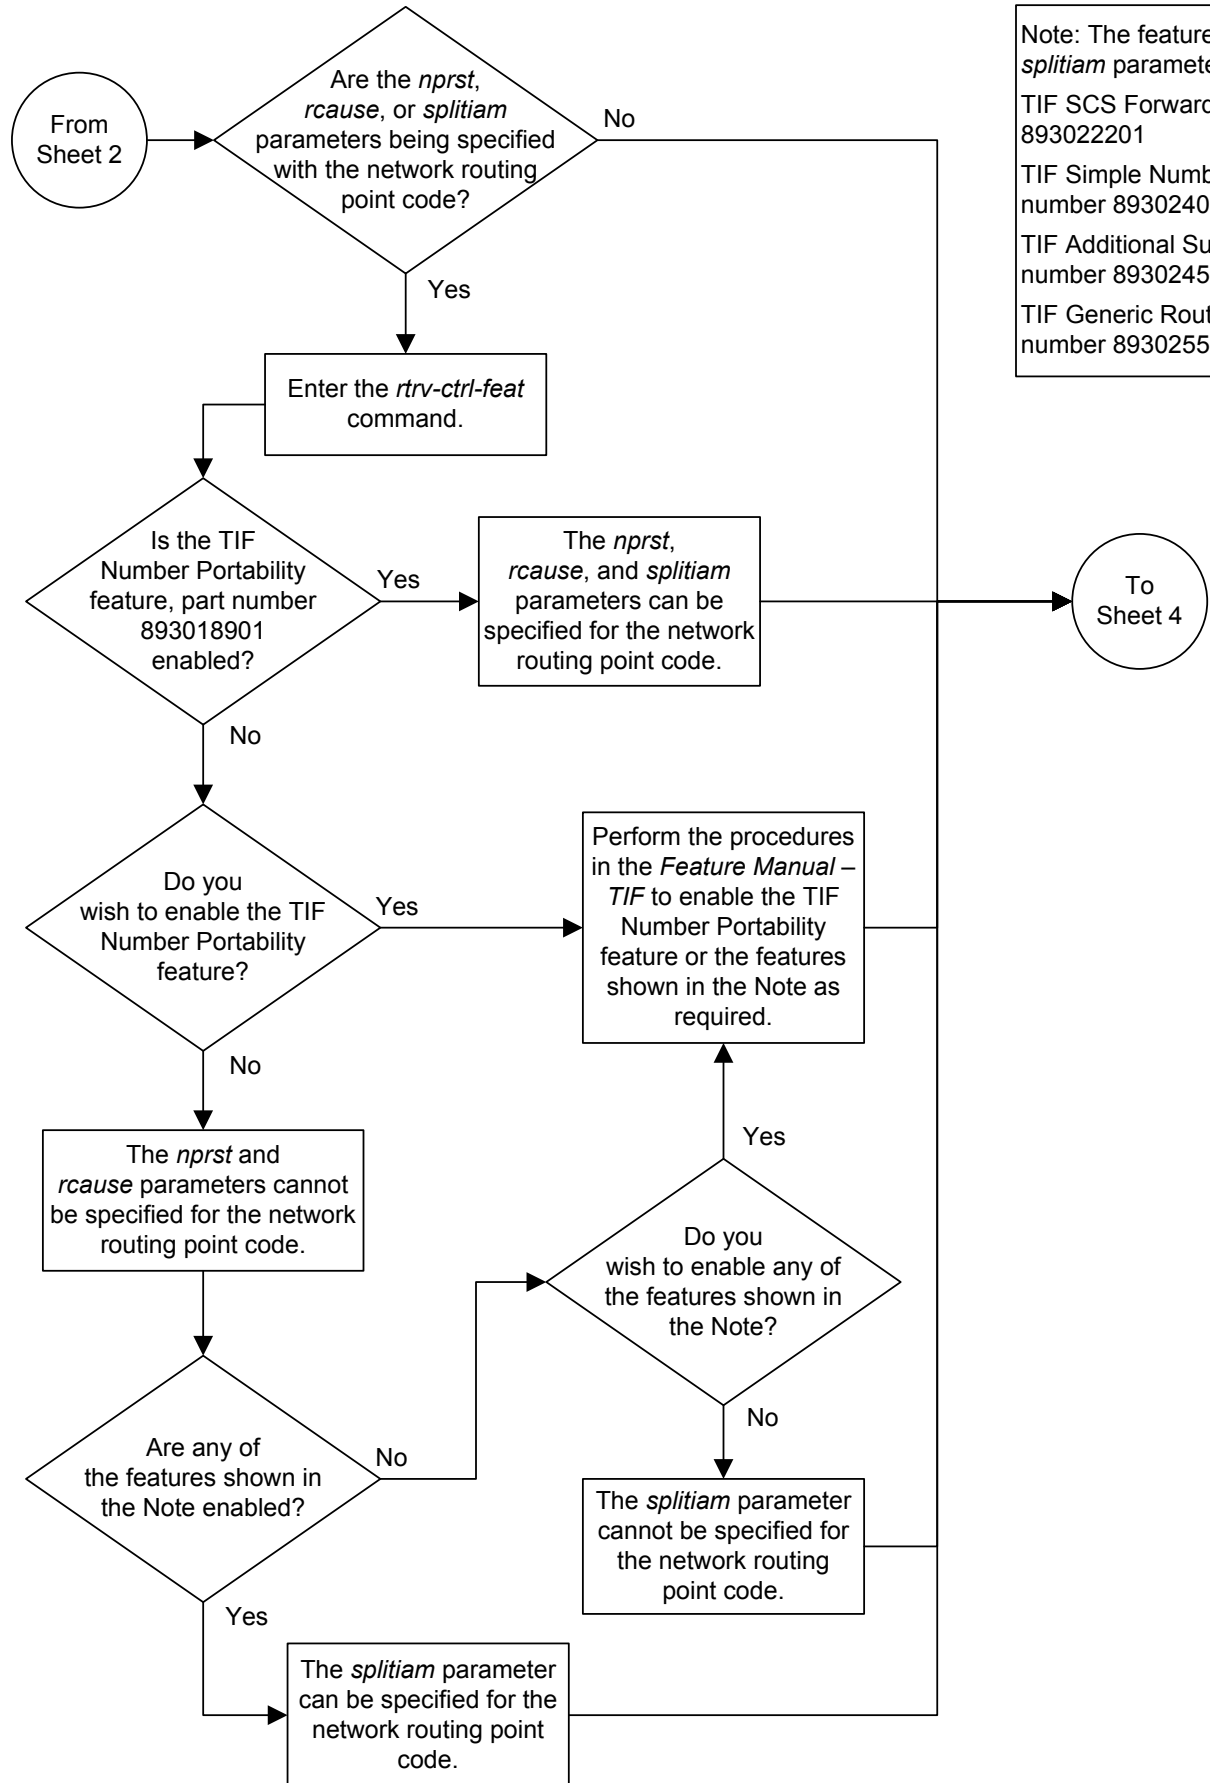 From
Sheet 2
Are the nprst,
rcause, or splitiam
parameters being specified
with the network routing
point code?
No
Yes
Enter the rtrv-ctrl-feat
command.
Is the TIF
Number Portability
feature, part number
893018901
enabled?
Yes
The nprst,
rcause, and splitiam
parameters can be
specified for the network
routing point code.
To
Sheet 4
No
Do you
wish to enable the TIF
Number Portability
feature?
Yes
Perform the procedures
in the Feature Manual –
TIF to enable the TIF
Number Portability
feature or the features
shown in the Note as
required.
No
The nprst and
rcause parameters cannot
be specified for the network
routing point code.
Yes
Do you
wish to enable any of
the features shown in
the Note?
No
Are any of
the features shown in
the Note enabled?
No
The splitiam parameter
cannot be specified for
the network routing
point code.
Yes
The splitiam parameter
can be specified for the
network routing point
code.
Note: The
splitiam
TIF SCS
893022201
TIF Simple
number
TIF Additional
number
TIF Generic
number